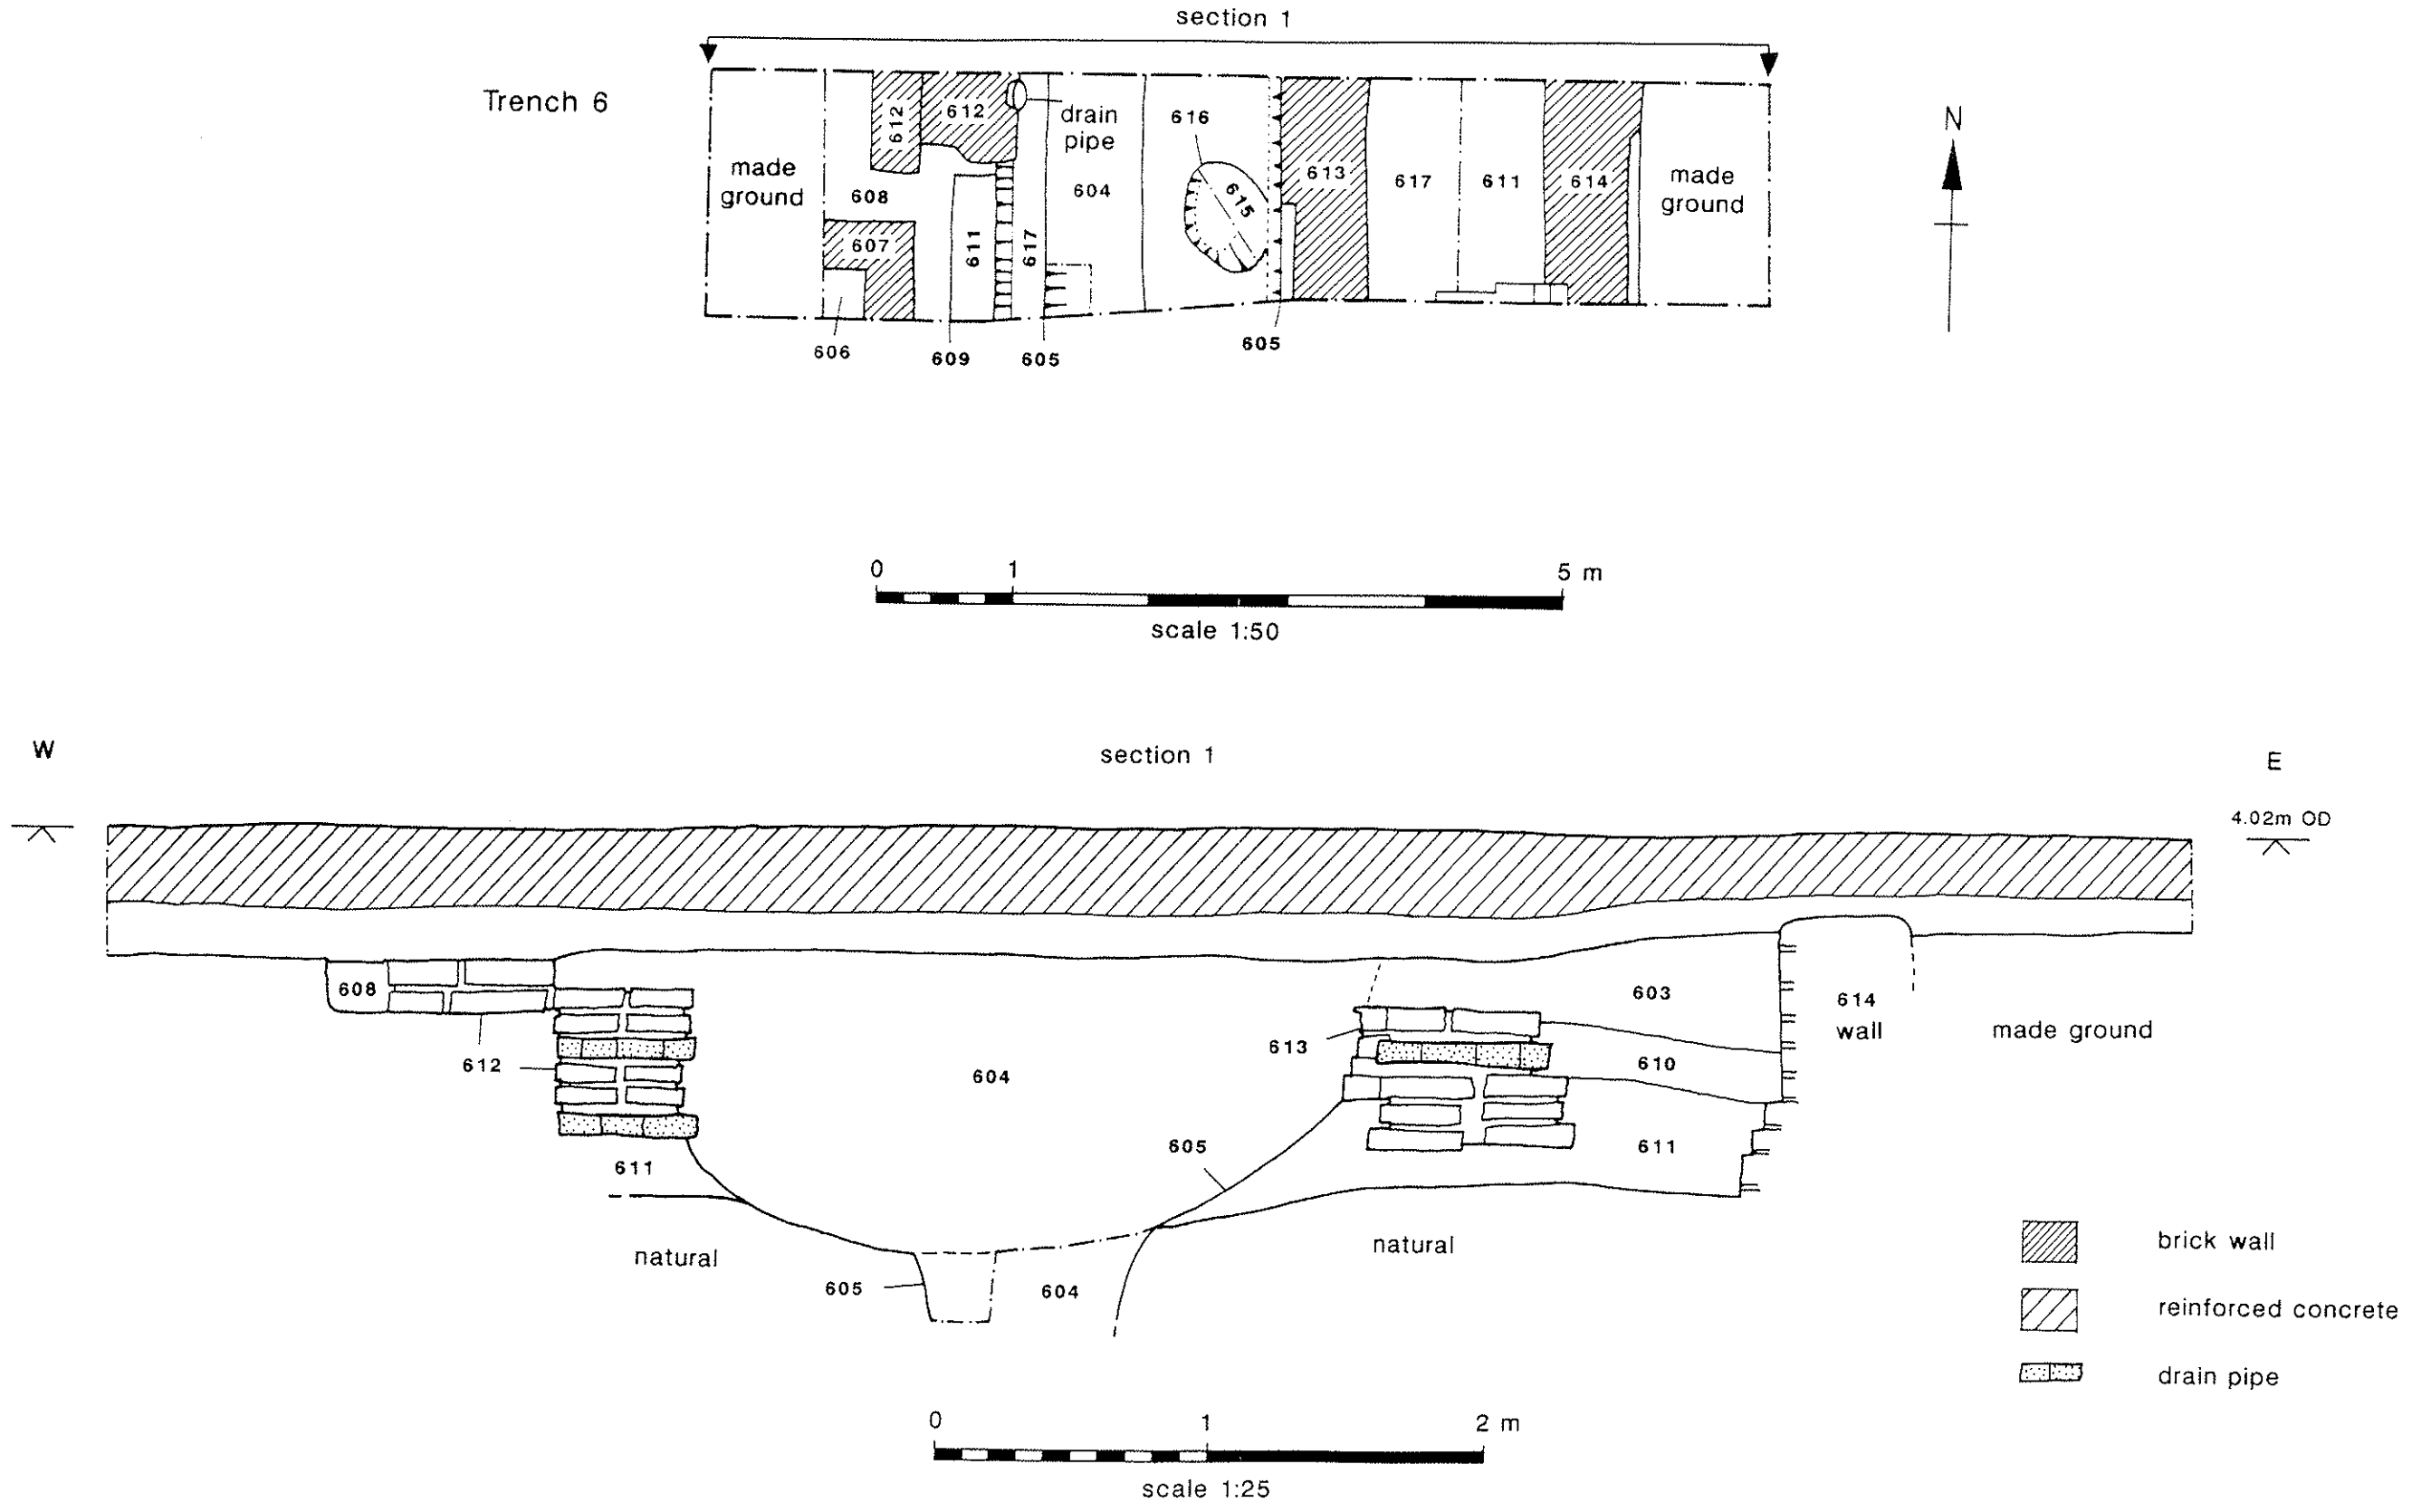 section 1
Trench 6
N
612
612
drain
pipe
616
made
ground
604
615
613
617
611
614
made
ground
608
607
611
617
606
609
605
605
0 1 5 m
scale 1:50
W
section 1
E
4.02m OD
608
603
614
wall
made ground
612
613
604
610
605
611
611
natural
natural
605
604
brick wall
reinforced concrete
drain pipe
0 1 2 m
scale 1:25